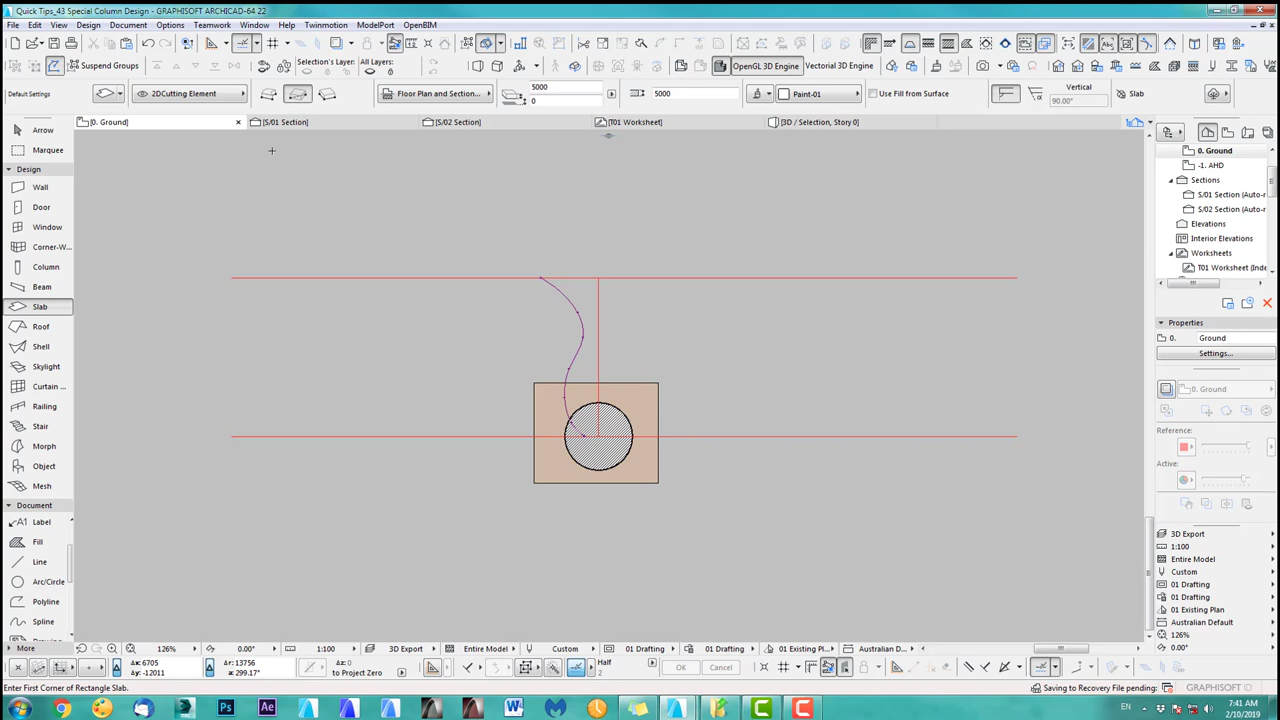 Quick Tips_43 Special Column Design - GRAPHISOFT ARCHICAD-64 22
File Edit View Design Document Options Teamwork Window Help Twinmotion ModelPort OpenBIM
Suspend Groups
Selection's Layer:
All Layers:
OpenGL 3D Engine
Vectorial 3D Engine
Default Settings
2DCutting Element
Floor Plan and Section...
5000
0
5000
Paint-01
Use Fill from Surface
Vertical
90.00°
Slab
[0. Ground]
[S/01 Section]
[S/02 Section]
[T01 Worksheet]
[3D / Selection, Story 0]
Arrow
Marquee
Design
Wall
Door
Window
Corner-W...
Column
Beam
Slab
Roof
Shell
Skylight
Curtain ...
Railing
Stair
Morph
Object
Mesh
Document
Label
Fill
Line
Arc/Circle
Polyline
Spline
More
0. Ground
-1. AHD
Sections
S/01 Section (Auto-r
S/02 Section (Auto-r
Elevations
Interior Elevations
Worksheets
T01 Worksheet (Inde
Properties
0.
Ground
Settings...
0. Ground
Reference:
Active:
3D Export
1:100
Entire Model
Custom
01 Drafting
01 Drafting
01 Existing Plan
Australian Default
126%
0.00°
126%
0.00°
1:100
3D Export
Entire Model
Custom
01 Drafting
01 Drafting
01 Existing Pl...
Australian D...
Δx: 6705
Δy: -12011
Δr: 13756
∝: 299.17°
Δz: 0
to Project Zero
Half
2
OK
Cancel
Enter First Corner of Rectangle Slab.
Saving to Recovery File pending:
GRAPHISOFT ID
EN
7:41 AM
2/10/2019